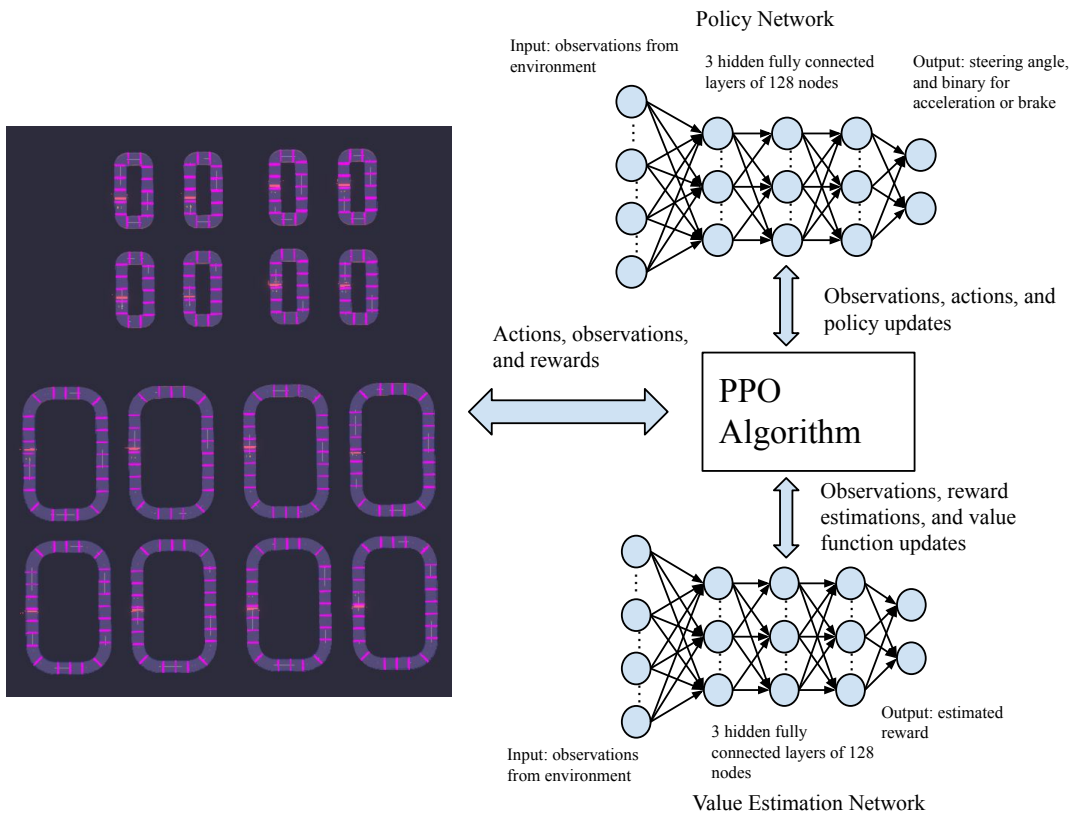 Policy Network
Input: observations from
environment
3 hidden fully connected
layers of 128 nodes
Output: steering angle,
and binary for
acceleration or brake
Observations, actions, and
policy updates
Actions, observations,
and rewards
PPO
Algorithm
Observations, reward
estimations, and value
function updates
Input: observations
from environment
3 hidden fully
connected layers of 128
nodes
Output: estimated
reward
Value Estimation Network